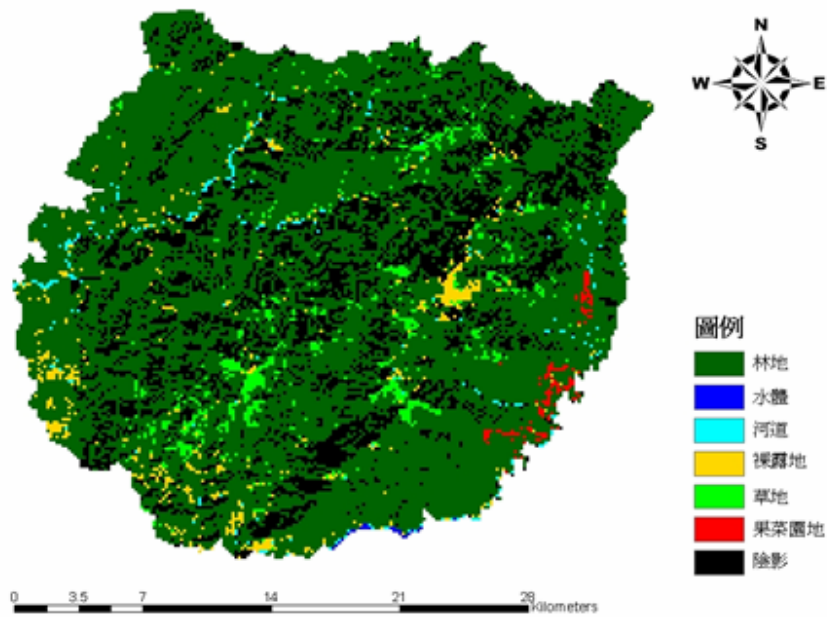 N
W E
S
圖例
林地
水體
河道
裸露地
草地
果菜園地
陰影
0 3.5 7 14 21 28
Kilometers